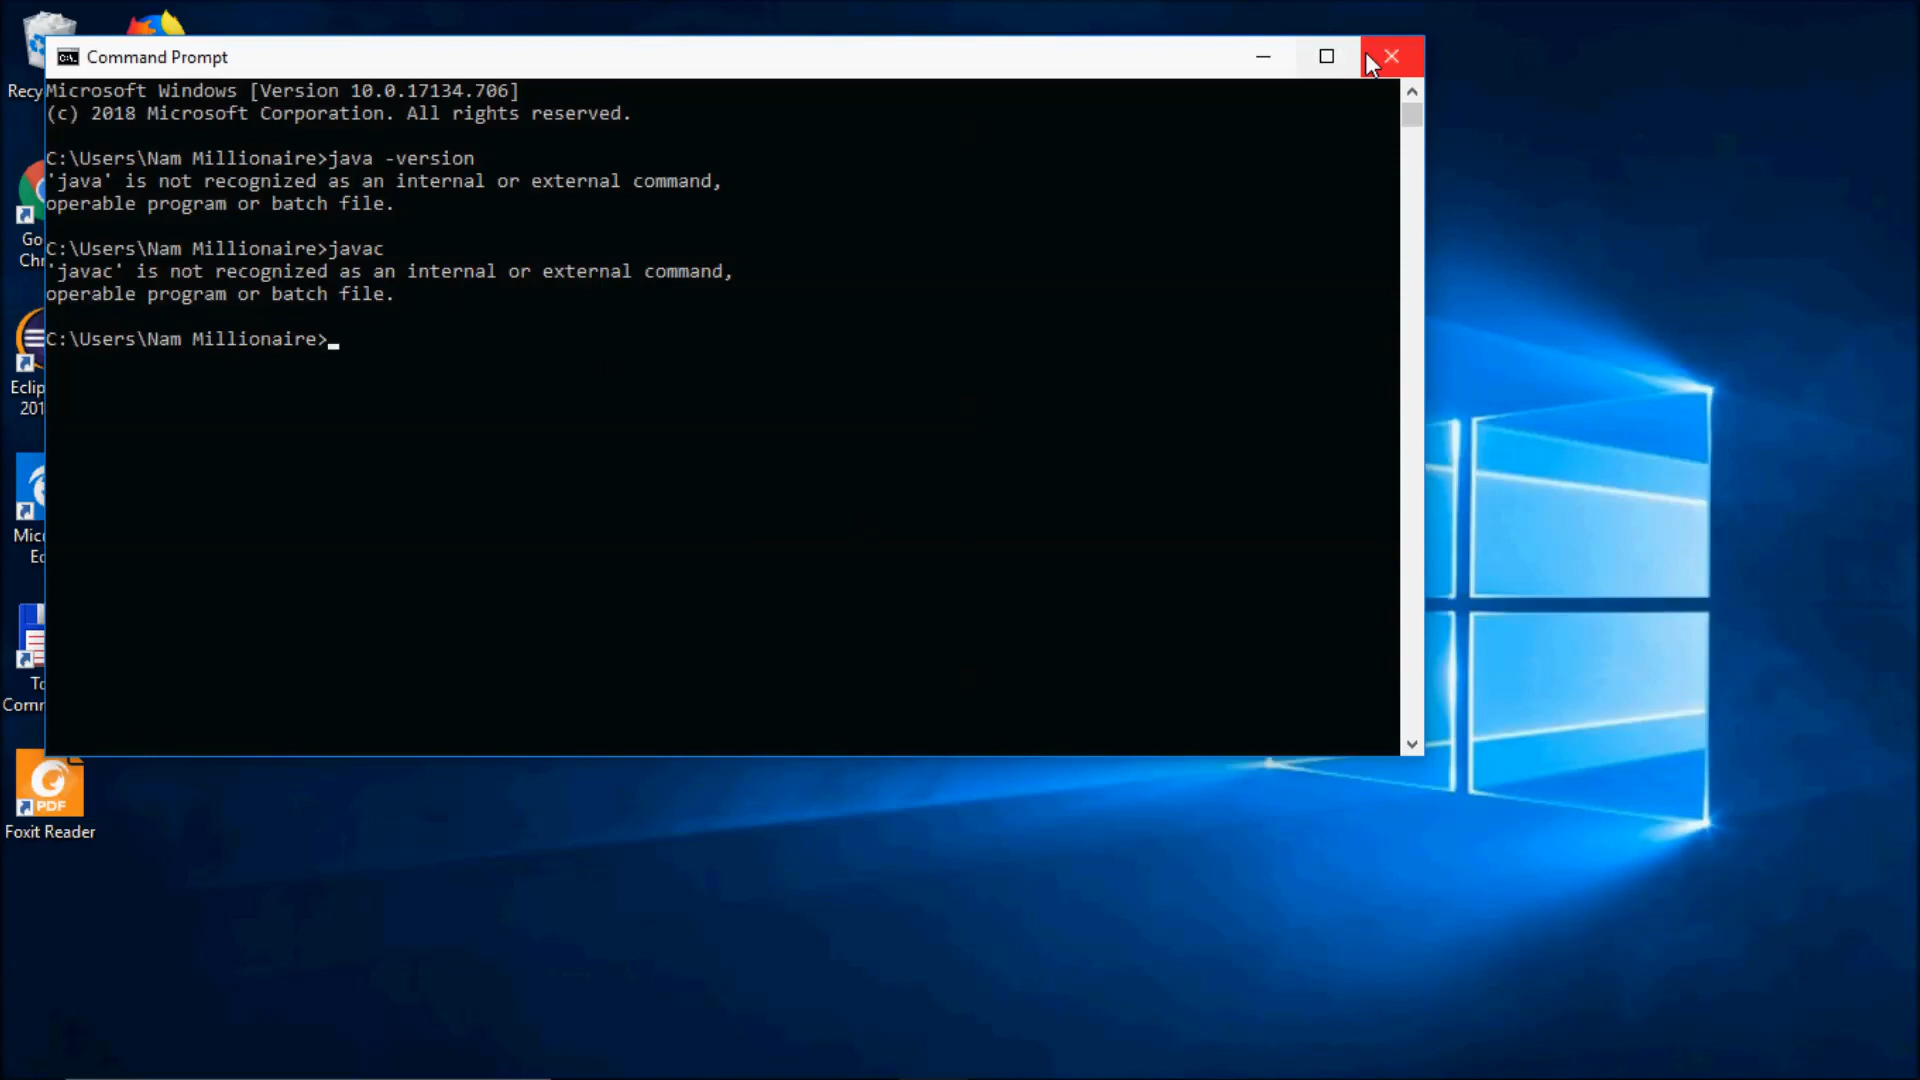 Command Prompt
Microsoft Windows [Version 10.0.17134.706]
(c) 2018 Microsoft Corporation. All rights reserved.
C:\Users\Nam Millionaire>java -version
'java' is not recognized as an internal or external command,
operable program or batch file.
C:\Users\Nam Millionaire>javac
'javac' is not recognized as an internal or external command,
operable program or batch file.
C:\Users\Nam Millionaire>
Recy
Go
Chr
Eclip
201
Mic
Ed
To
Comm
PDF
Foxit Reader